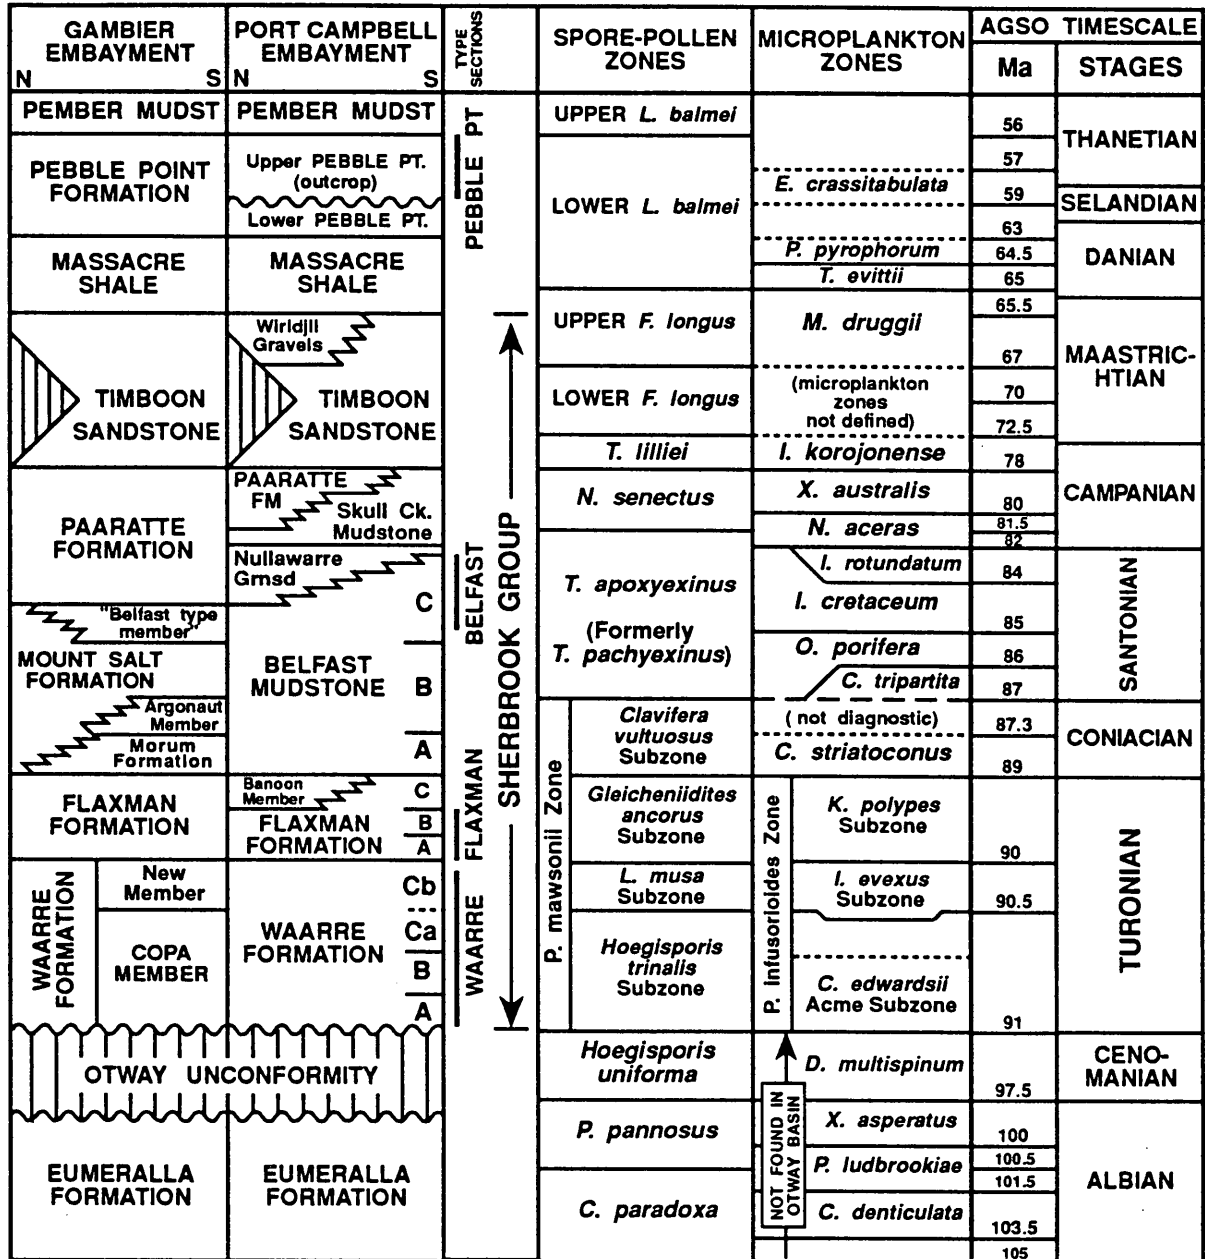 GAMBIER
EMBAYMENT
N S
PORT CAMPBELL
EMBAYMENT
N S
TYPE
SECTIONS
SPORE-POLLEN
ZONES
MICROPLANKTON
ZONES
AGSO TIMESCALE
Ma
STAGES
PEMBER MUDST
PEBBLE POINT
FORMATION
MASSACRE
SHALE
TIMBOON
SANDSTONE
PAARATTE
FORMATION
"Belfast type
member"
MOUNT SALT
FORMATION
Argonaut
Member
Morum
Formation
FLAXMAN
FORMATION
WAARRE
FORMATION
New
Member
COPA
MEMBER
OTWAY UNCONFORMITY
EUMERALLA
FORMATION
PEMBER MUDST
Upper PEBBLE PT.
(outcrop)
Lower PEBBLE PT.
MASSACRE
SHALE
Wiridjil
Gravels
TIMBOON
SANDSTONE
PAARATTE
FM
Skull Ck.
Mudstone
Nullawarre
Grnsd
C
BELFAST
MUDSTONE
B
A
Banoon
Member
C
FLAXMAN
FORMATION
B
A
WAARRE
FORMATION
Cb
Ca
B
A
EUMERALLA
FORMATION
PEBBLE PT
BELFAST
FLAXMAN
WAARRE
SHERBROOK GROUP
UPPER L. balmei
LOWER L. balmei
UPPER F. longus
LOWER F. longus
T. lilliei
N. senectus
T. apoxyexinus
(Formerly
T. pachyexinus)
P. mawsonii Zone
Clavifera
vultuosus
Subzone
Gleicheniidites
ancorus
Subzone
L. musa
Subzone
Hoegisporis
trinalis
Subzone
Hoegisporis
uniforma
P. pannosus
C. paradoxa
E. crassitabulata
P. pyrophorum
T. evittii
M. druggii
(microplankton
zones
not defined)
I. korojonense
X. australis
N. aceras
I. rotundatum
I. cretaceum
O. porifera
C. tripartita
(not diagnostic)
C. striatoconus
P. infusorioides Zone
K. polypes
Subzone
I. evexus
Subzone
C. edwardsii
Acme Subzone
D. multispinum
NOT FOUND IN
OTWAY BASIN
X. asperatus
P. ludbrookiae
C. denticulata
56
57
59
63
64.5
65
65.5
67
70
72.5
78
80
81.5
82
84
85
86
87
87.3
89
90
90.5
91
97.5
100
100.5
101.5
103.5
105
THANETIAN
SELANDIAN
DANIAN
MAASTRIC-
HTIAN
CAMPANIAN
SANTONIAN
CONIACIAN
TURONIAN
CENO-
MANIAN
ALBIAN